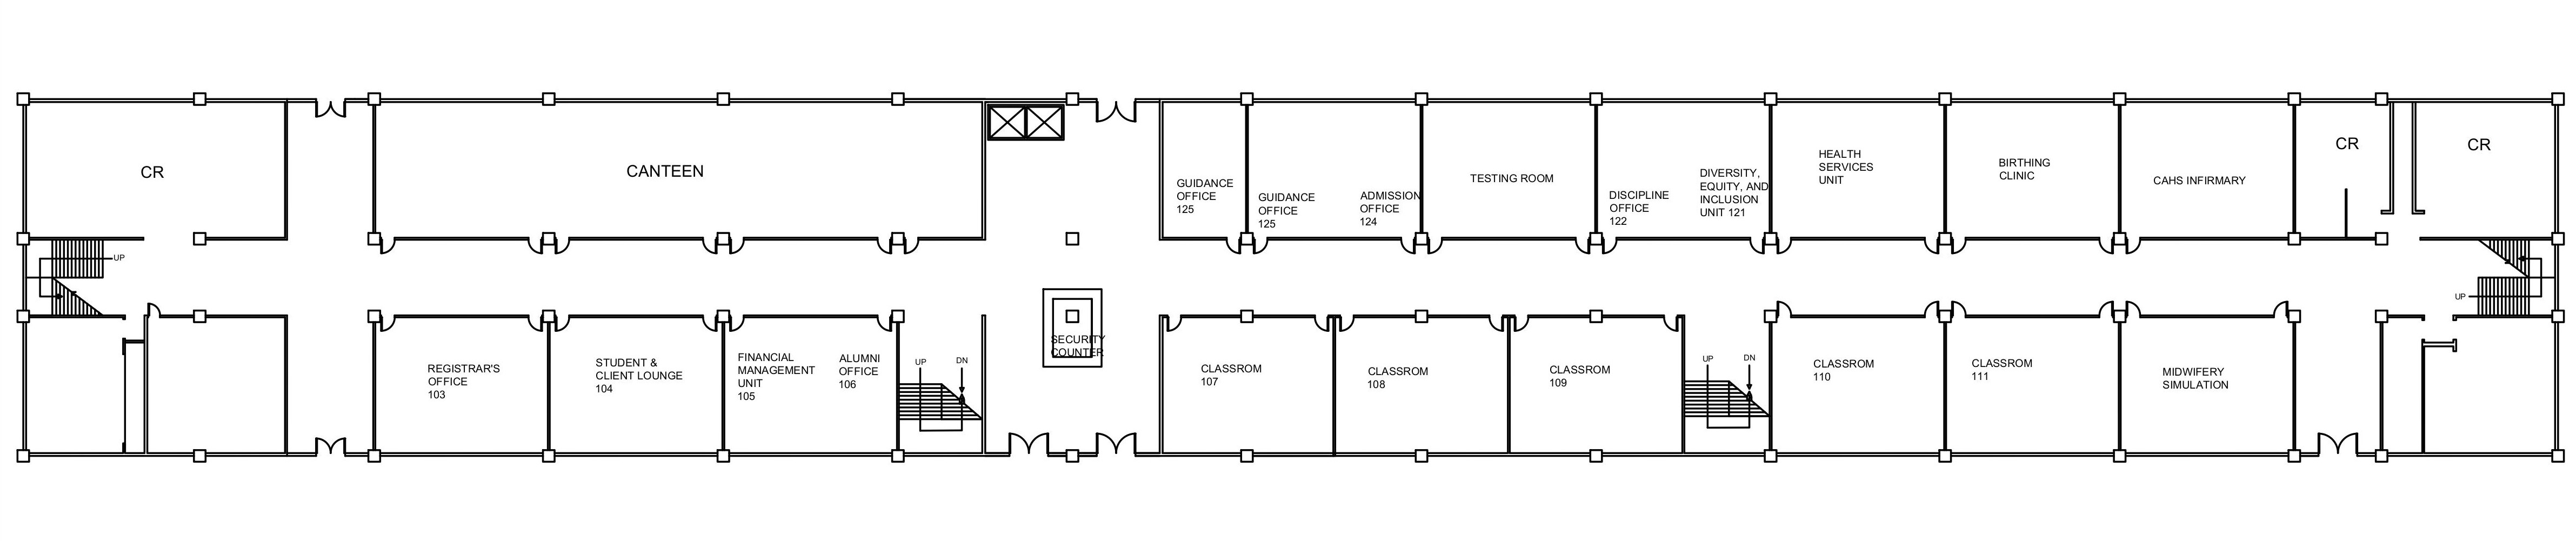 CR
UP
CR
CAHS INFIRMARY
MIDWIFERY
SIMULATION
BIRTHING
CLINIC
CLASSROM
111
HEALTH
SERVICES
UNIT
CLASSROM
110
DIVERSITY,
EQUITY, AND
INCLUSION
UNIT 121
DN
UP
DISCIPLINE
OFFICE
122
CLASSROM
109
TESTING ROOM
ADMISSION
OFFICE
124
CLASSROM
108
GUIDANCE
OFFICE
125
GUIDANCE
OFFICE
125
CLASSROM
107
SECURITY
COUNTER
DN
UP
ALUMNI
OFFICE
106
FINANCIAL
MANAGEMENT
UNIT
105
CANTEEN
STUDENT &
CLIENT LOUNGE
104
REGISTRAR'S
OFFICE
103
CR
UP